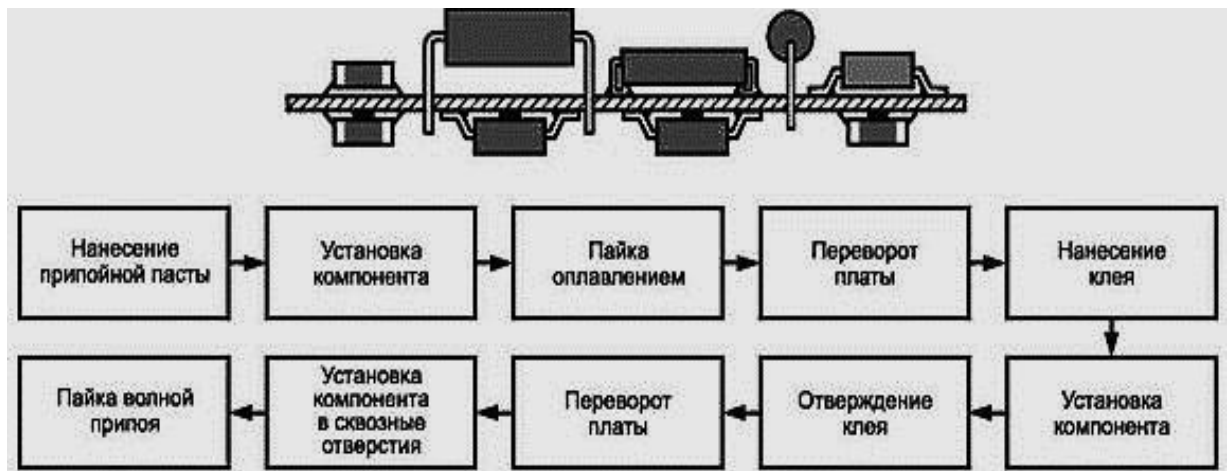 Нанесение
припойной пасты
Установка
компонента
Пайка
оплавлением
Переворот
платы
Нанесение
клея
Установка
компонента
Отверждение
клея
Переворот
платы
Установка
компонента
в сквозные
отверстия
Пайка волной
припоя